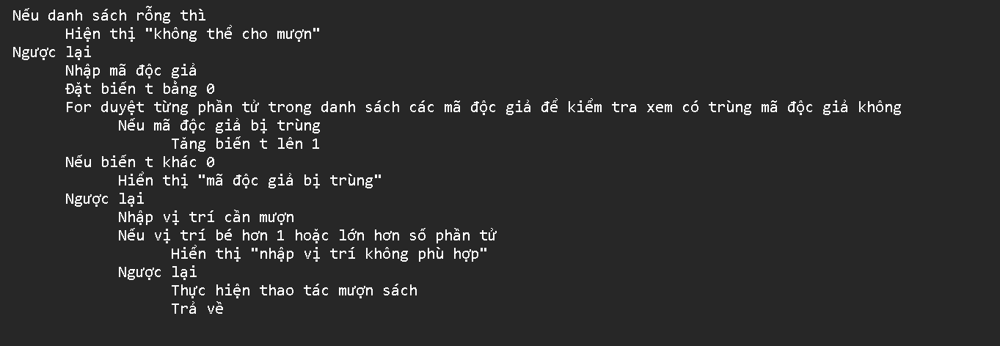 Nếu danh sách rỗng thì
Hiện thị "không thể cho mượn"
Ngược lại
Nhập mã độc giả
Đặt biến t bằng 0
For duyệt từng phần tử trong danh sách các mã độc giả để kiểm tra xem có trùng mã độc giả không
Nếu mã độc giả bị trùng
Tăng biến t lên 1
Nếu biến t khác 0
Hiển thị "mã độc giả bị trùng"
Ngược lại
Nhập vị trí cần mượn
Nếu vị trí bé hơn 1 hoặc lớn hơn số phần tử
Hiển thị "nhập vị trí không phù hợp"
Ngược lại
Thực hiện thao tác mượn sách
Trả về